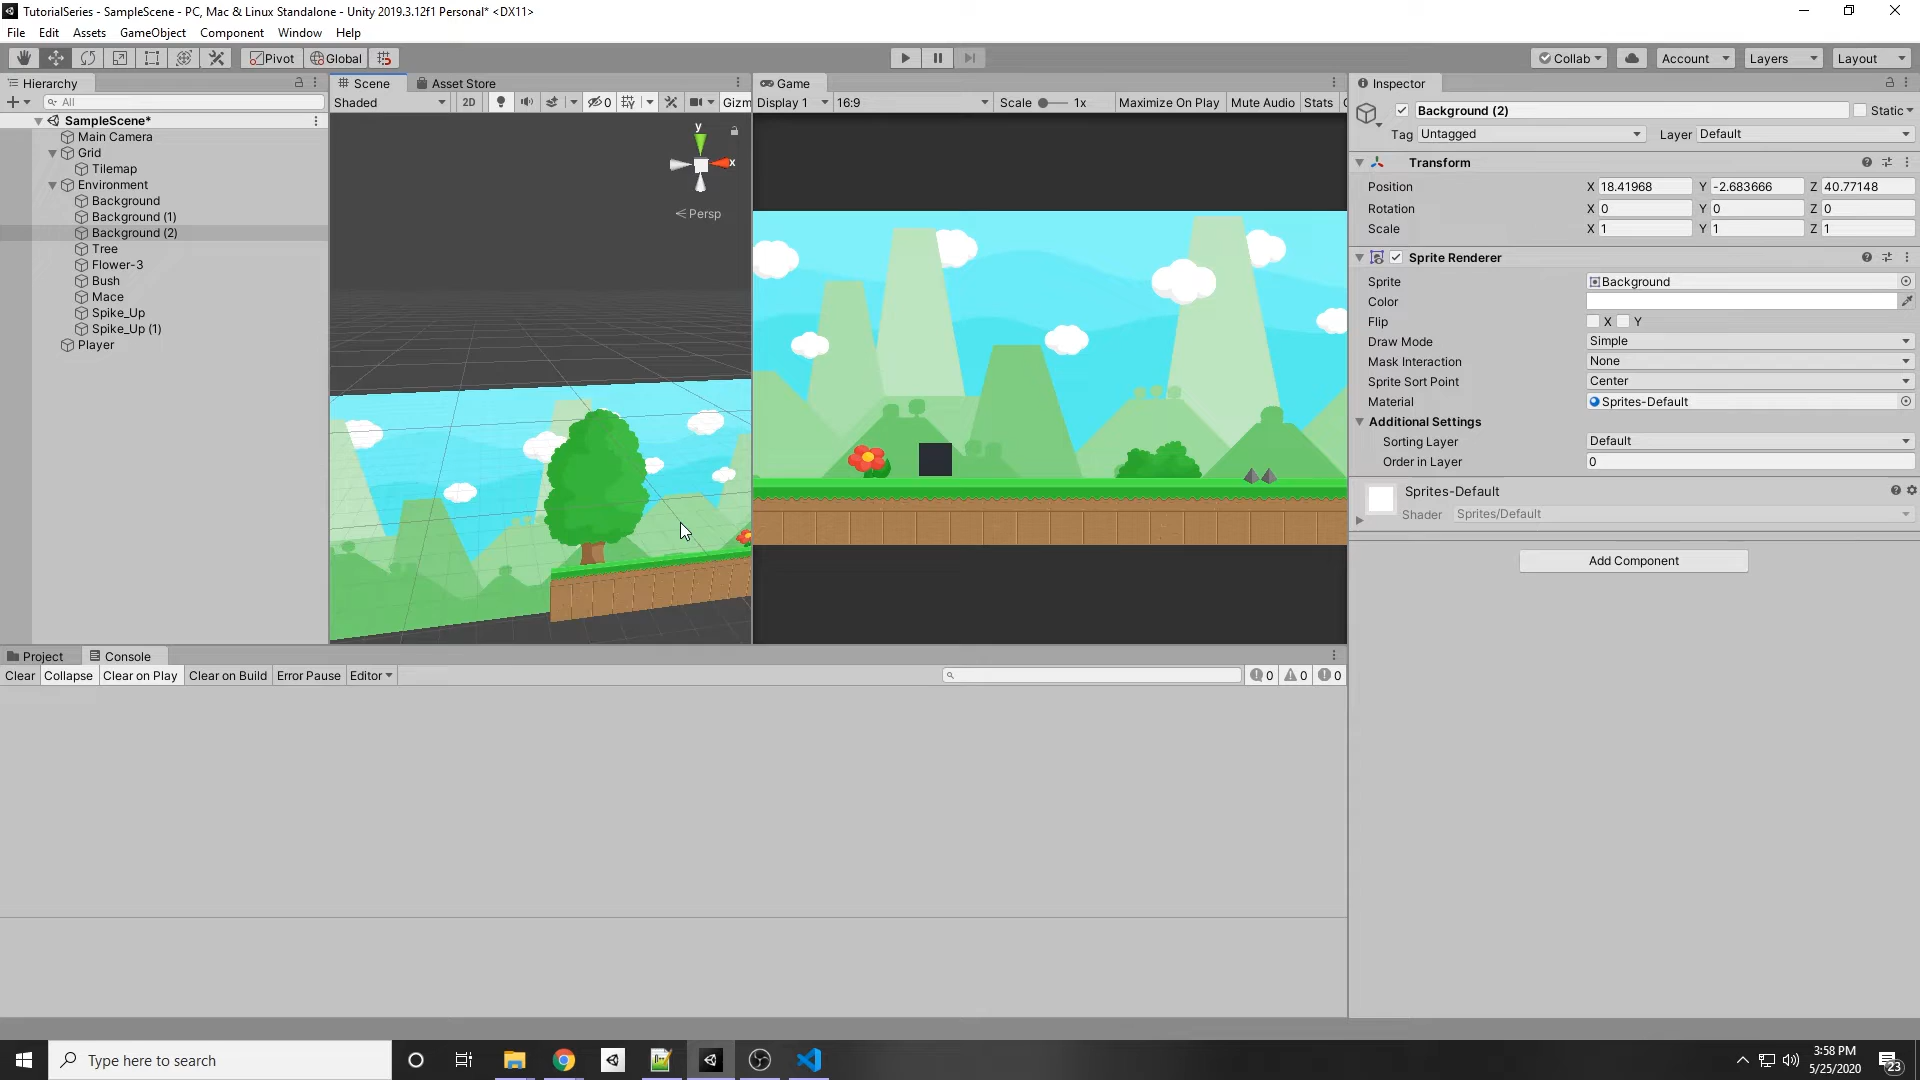 TutorialSeries - SampleScene - PC, Mac & Linux Standalone - Unity 2019.3.12f1 Personal* <DX11>
File Edit Assets GameObject Component Window Help
Pivot Global Collab Account Layers Layout
Hierarchy
All
SampleScene*
Main Camera
Grid
Tilemap
Environment
Background
Background (1)
Background (2)
Tree
Flower-3
Bush
Mace
Spike_Up
Spike_Up (1)
Player
Scene Asset Store
Shaded 2D 0 Gizm
y
x
Persp
Game
Display 1 16:9 Scale 1x Maximize On Play Mute Audio Stats
Inspector
Background (2) Static
Tag Untagged Layer Default
Transform
Position X 18.41968 Y -2.683666 Z 40.77148
Rotation X 0 Y 0 Z 0
Scale X 1 Y 1 Z 1
Sprite Renderer
Sprite Background
Color
Flip X Y
Draw Mode Simple
Mask Interaction None
Sprite Sort Point Center
Material Sprites-Default
Additional Settings
Sorting Layer Default
Order in Layer 0
Sprites-Default
Shader Sprites/Default
Add Component
Project Console
Clear Collapse Clear on Play Clear on Build Error Pause Editor 0 0 0
Type here to search
3:58 PM
5/25/2020
23